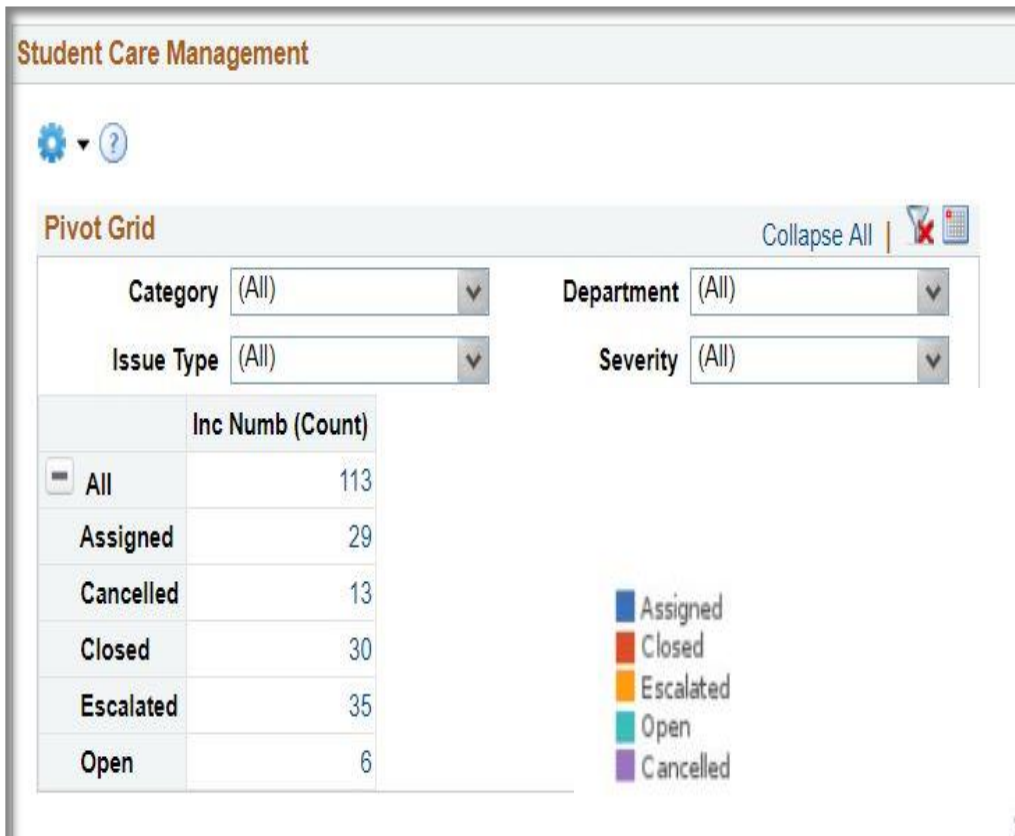 Student Care Management
?
Pivot Grid Collapse All |
Category (All) Department (All)
Issue Type (All) Severity (All)
Inc Numb (Count)
All 113
Assigned 29
Cancelled 13
Closed 30
Escalated 35
Open 6
Assigned
Closed
Escalated
Open
Cancelled